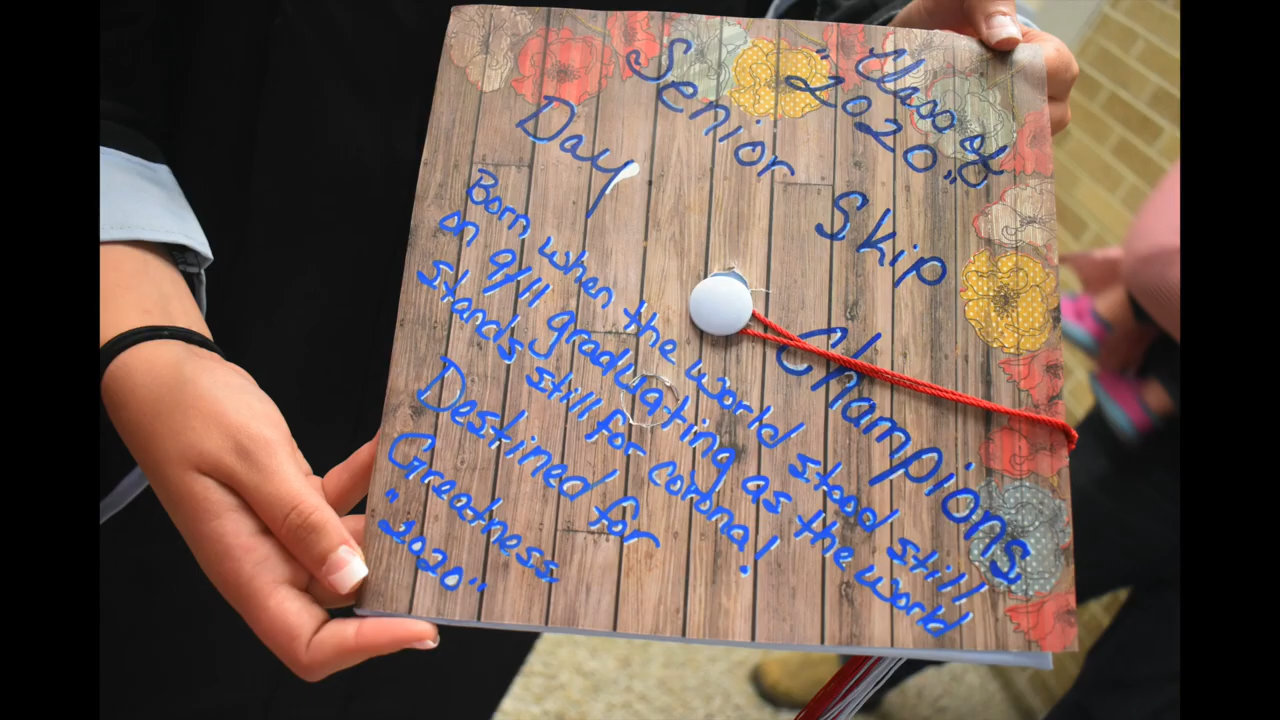 "Class of
2020"
Senior Skip
Day Champions
Born when the world stood still
on 9/11 graduating as the world
stands still for corona!
Destined for
Greatness
"2020"